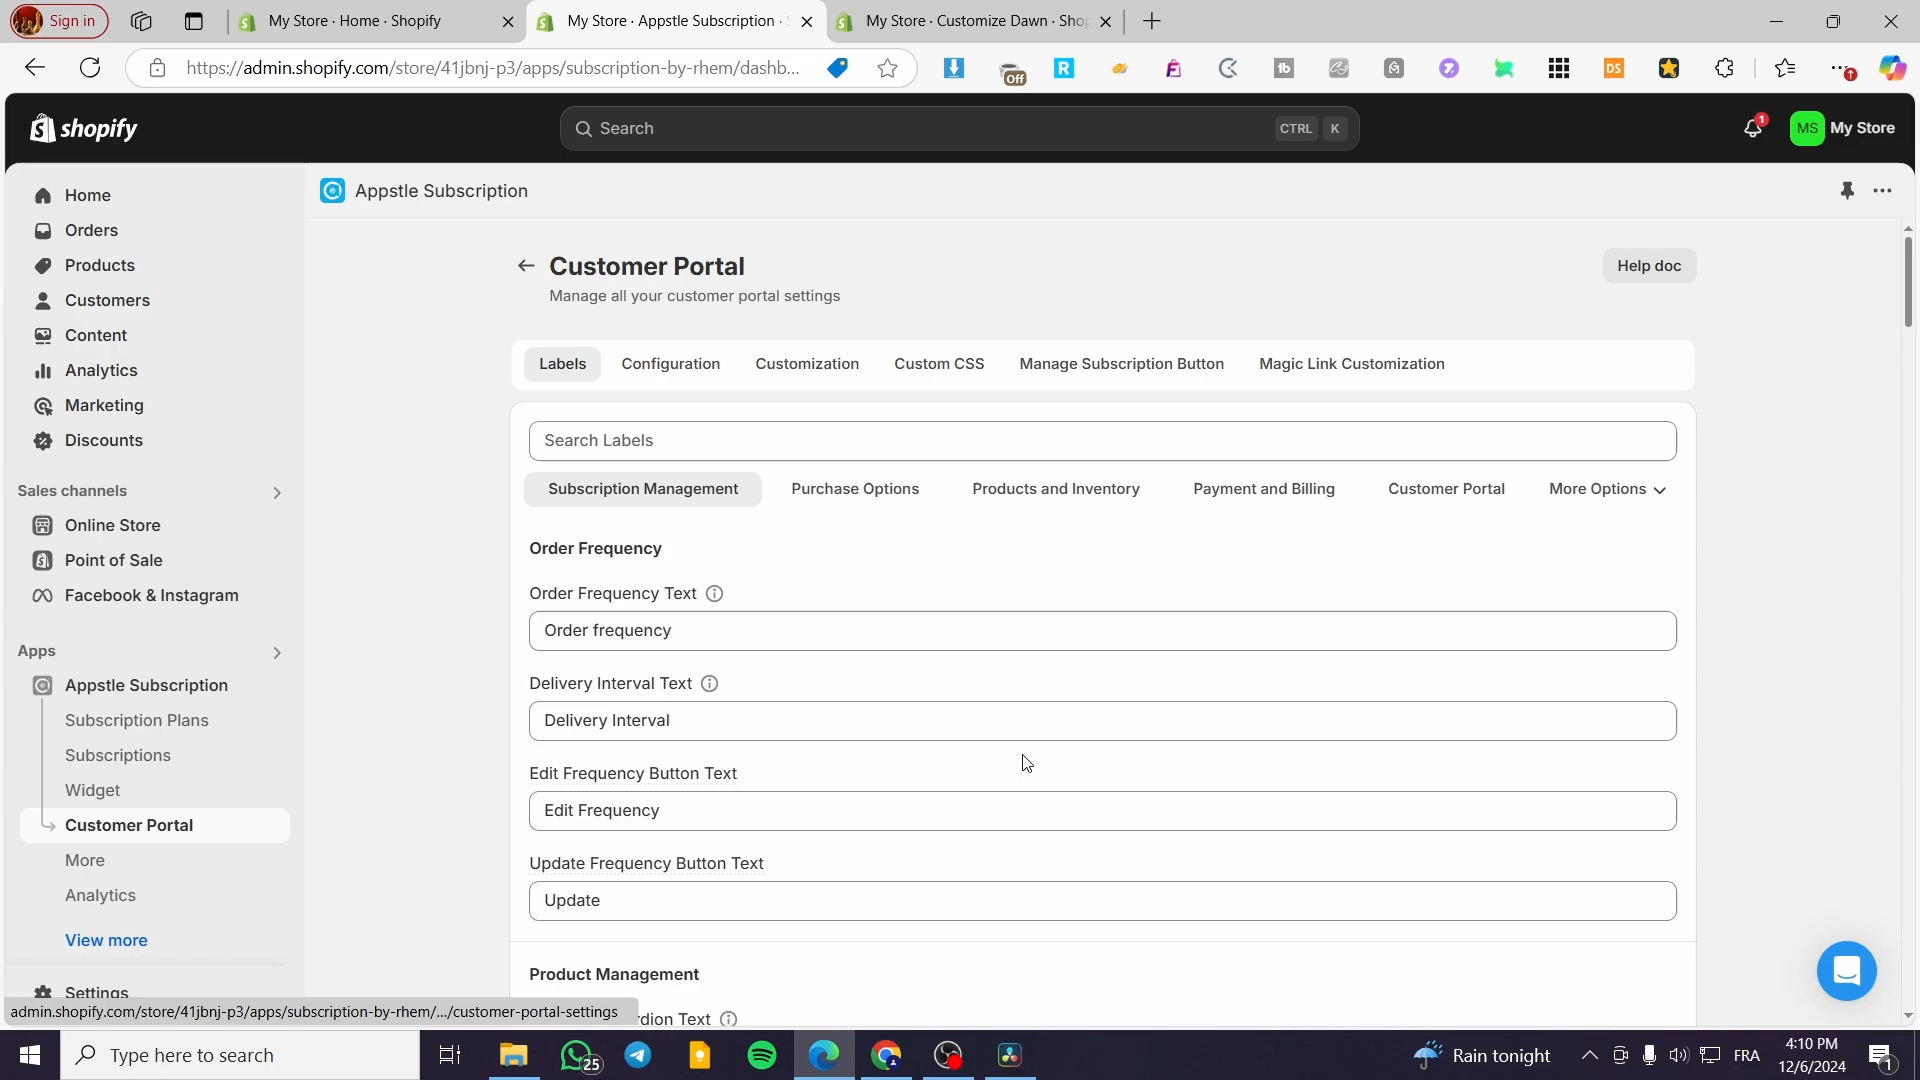 Sign in
My Store · Home · Shopify
My Store · Appstle Subscription ·
My Store · Customize Dawn · Sho
https://admin.shopify.com/store/41jbnj-p3/apps/subscription-by-rhem/dashb...
Off
R
tb
DS
shopify
Search
CTRL K
1
MS
My Store
Home
Orders
Products
Customers
Content
Analytics
Marketing
Discounts
Sales channels
Online Store
Point of Sale
Facebook & Instagram
Apps
Appstle Subscription
Subscription Plans
Subscriptions
Widget
Customer Portal
More
Analytics
View more
Settings
admin.shopify.com/store/41jbnj-p3/apps/subscription-by-rhem/.../customer-portal-settings
Appstle Subscription
Customer Portal
Manage all your customer portal settings
Help doc
Labels Configuration Customization Custom CSS Manage Subscription Button Magic Link Customization
Search Labels
Subscription Management Purchase Options Products and Inventory Payment and Billing Customer Portal More Options
Order Frequency
Order Frequency Text
Order frequency
Delivery Interval Text
Delivery Interval
Edit Frequency Button Text
Edit Frequency
Update Frequency Button Text
Update
Product Management
rdion Text
Type here to search
25
Rain tonight
FRA
4:10 PM
12/6/2024
1